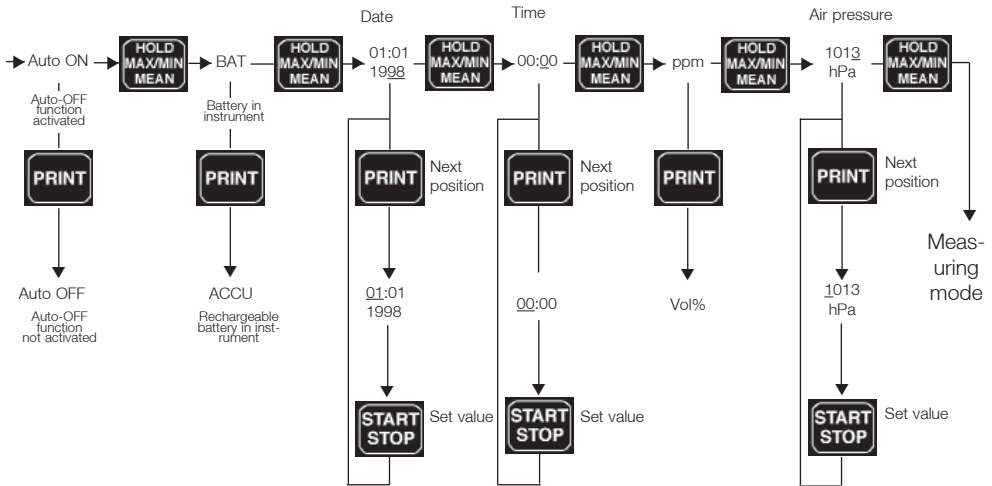 Date
Time
Air pressure
Auto ON
HOLD
MAX/MIN
MEAN
BAT
HOLD
MAX/MIN
MEAN
01:01
1998
HOLD
MAX/MIN
MEAN
00:00
HOLD
MAX/MIN
MEAN
ppm
HOLD
MAX/MIN
MEAN
1013
hPa
HOLD
MAX/MIN
MEAN
Auto-OFF
function
activated
Battery in
instrument
PRINT
PRINT
PRINT
Next
position
PRINT
Next
position
PRINT
PRINT
Next
position
Meas-
uring
mode
Auto OFF
Auto-OFF
function
not activated
ACCU
Rechargeable
battery in inst-
rument
01:01
1998
00:00
Vol%
1013
hPa
START
STOP
Set value
START
STOP
Set value
START
STOP
Set value